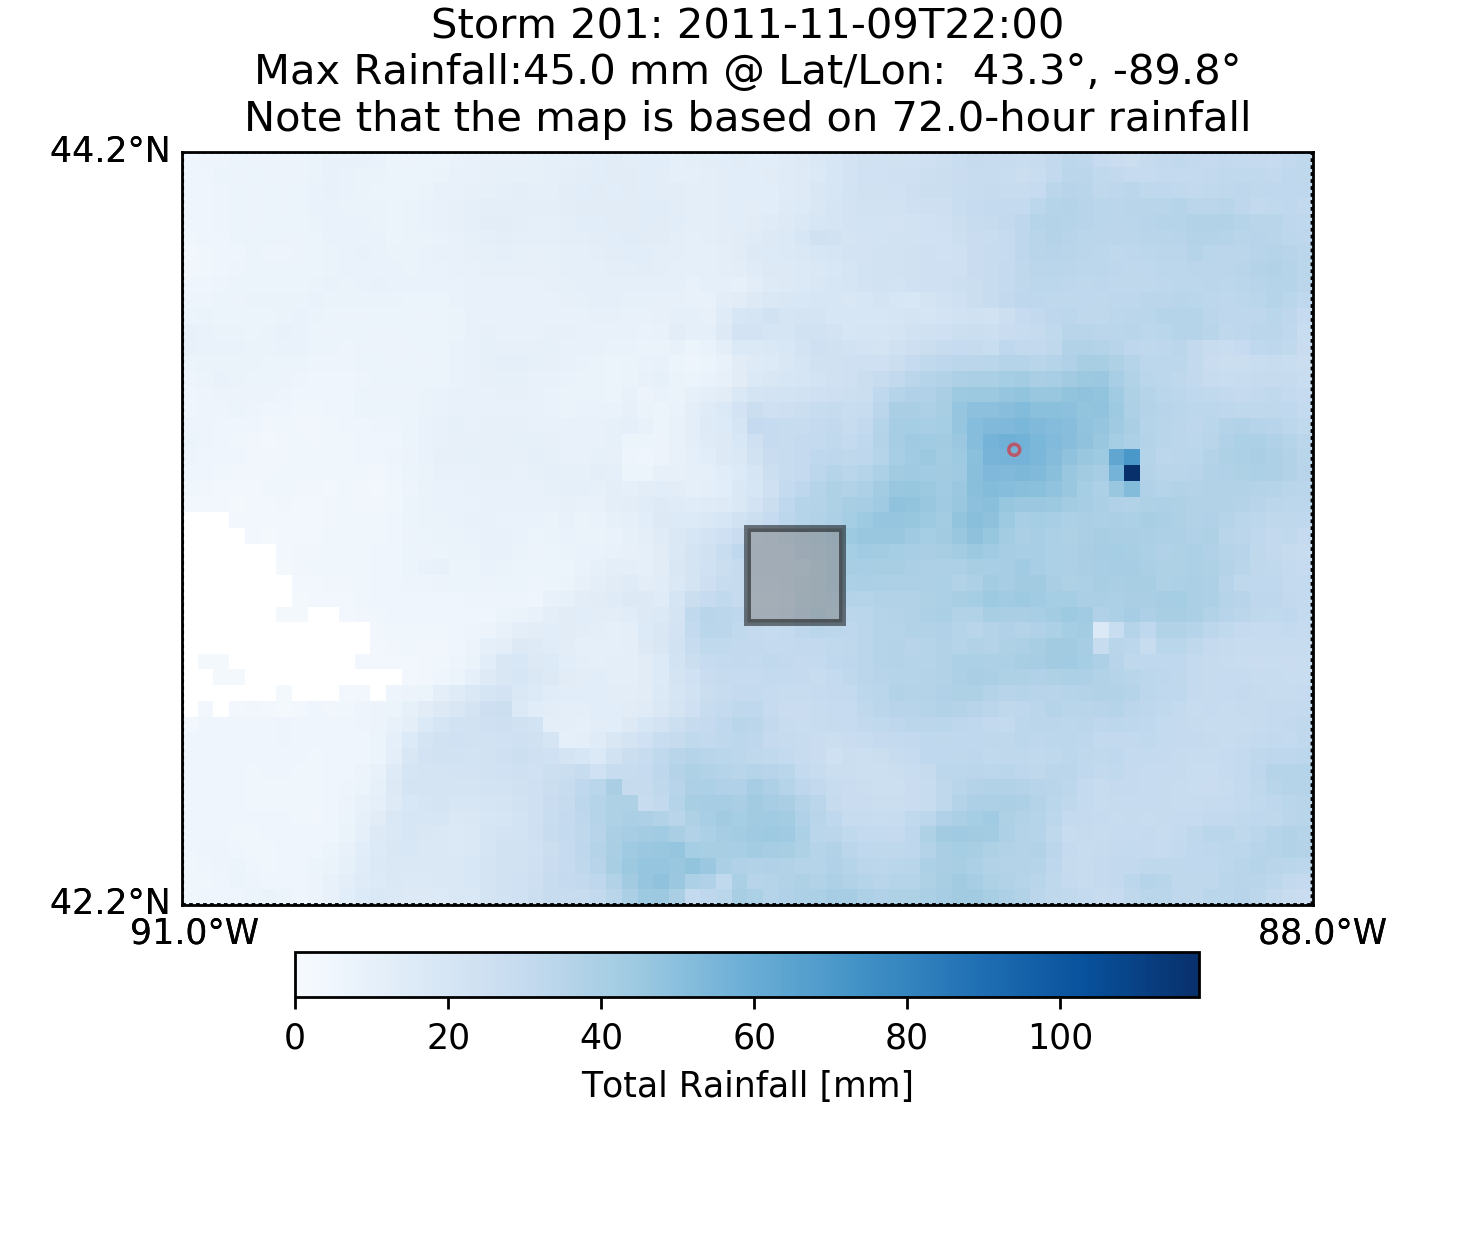 Storm 201: 2011-11-09T22:00
Max Rainfall:45.0 mm @ Lat/Lon:  43.3°, -89.8°
Note that the map is based on 72.0-hour rainfall
44.2°N
42.2°N
91.0°W 88.0°W
0 20 40 60 80 100
Total Rainfall [mm]